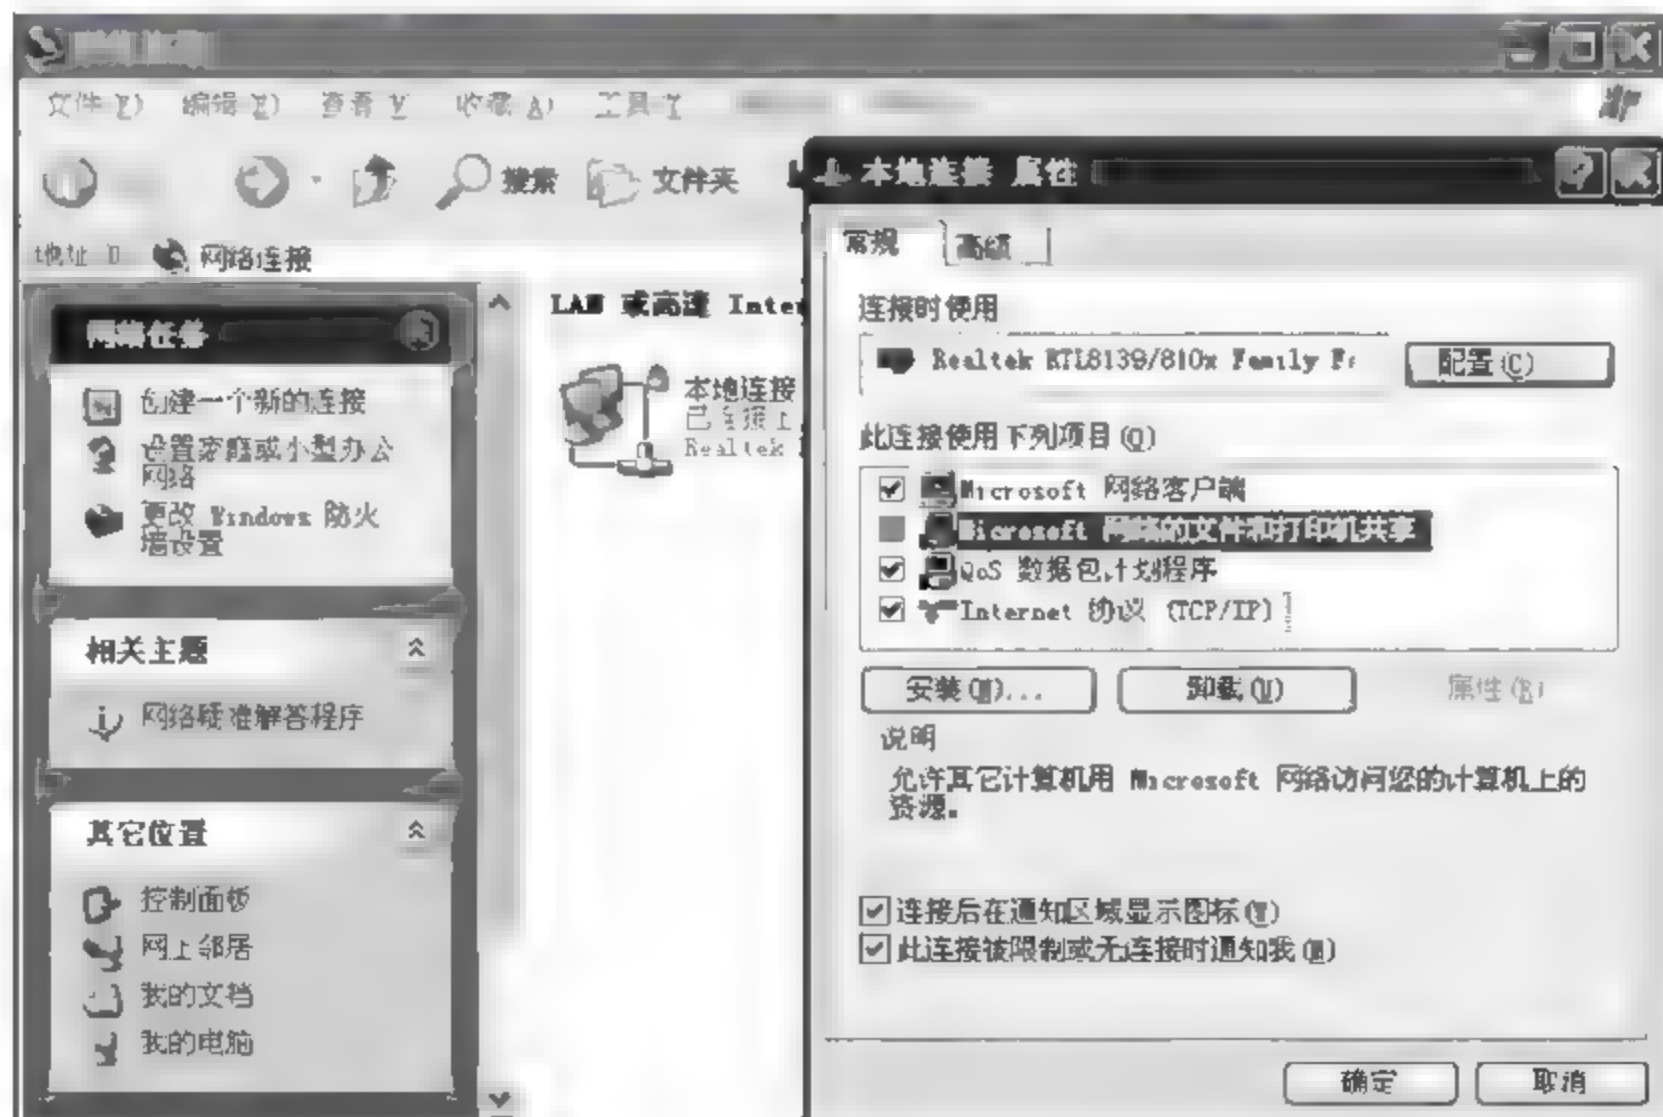 文件(F) 编辑(E) 查看(V) 收藏(A) 工具(T)
搜索 文件夹
地址(D) 网络连接
网络任务
创建一个新的连接
设置家庭或小型办公
网络
更改 Windows 防火
墙设置
相关主题
网络疑难解答程序
其它位置
控制面板
网上邻居
我的文档
我的电脑
LAN 或高速 Inter
本地连接
已连接上
Realtek
本地连接 属性
常规 高级
连接时使用
Realtek RTL8139/810x Family Fa
配置(C)
此连接使用下列项目(O)
Microsoft 网络客户端
Microsoft 网络的文件和打印机共享
QoS 数据包计划程序
Internet 协议 (TCP/IP)
安装(N)... 卸载(U) 属性(R)
说明
允许其它计算机用 Microsoft 网络访问您的计算机上的
资源。
连接后在通知区域显示图标(W)
此连接被限制或无连接时通知我(M)
确定 取消